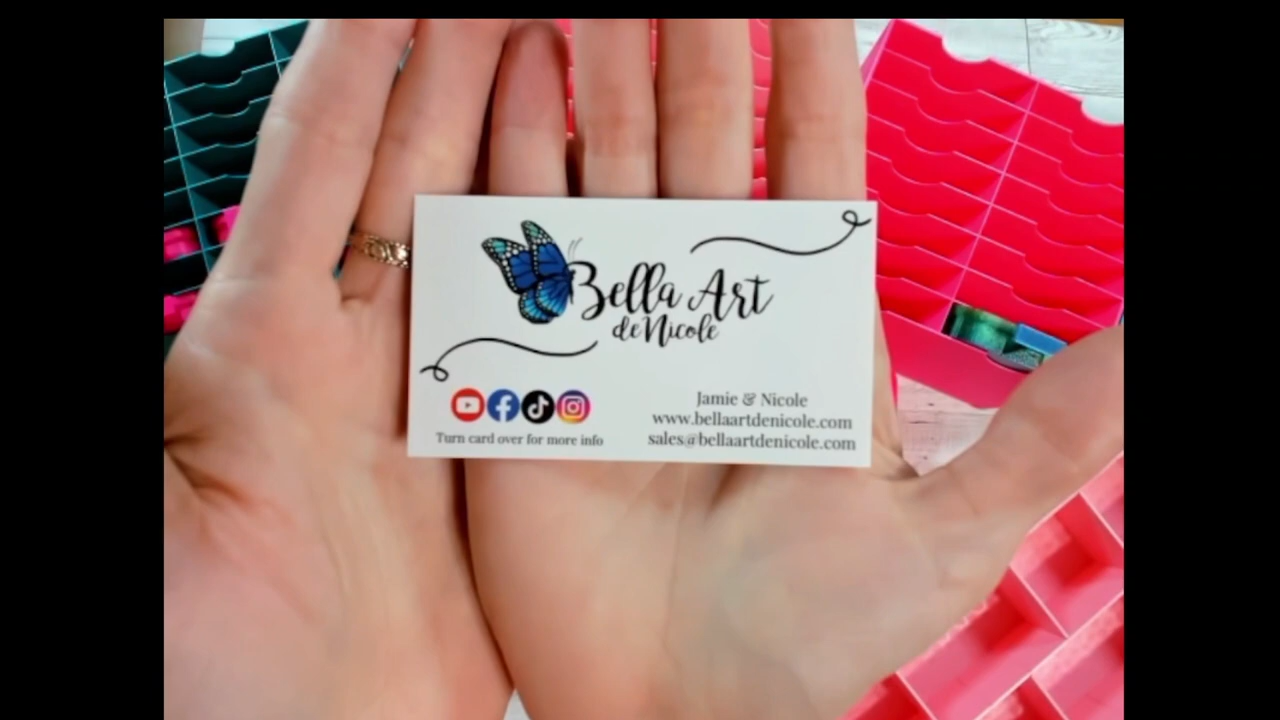 Bella Art
deNicole
Turn card over for more info
Jamie & Nicole
www.bellaartdenicole.com
sales@bellaartdenicole.com